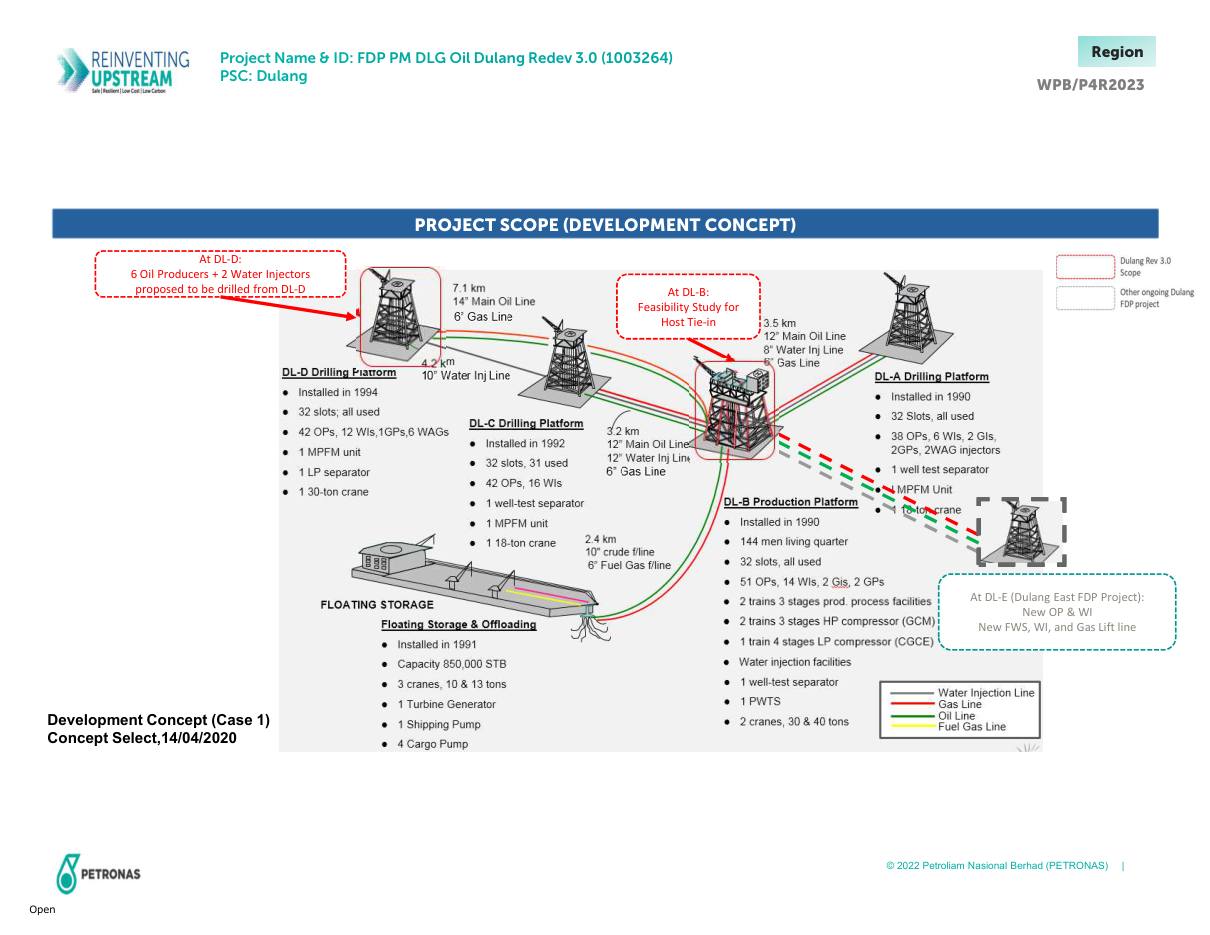 REINVENTING
UPSTREAM
Safe | Resilient | Low Cost | Low Carbon
Project Name & ID: FDP PM DLG Oil Dulang Redev 3.0 (1003264)
PSC: Dulang
Region
WPB/P4R2023
PROJECT SCOPE (DEVELOPMENT CONCEPT)
At DL-D:
6 Oil Producers + 2 Water Injectors
proposed to be drilled from DL-D
7.1 km
14" Main Oil Line
6" Gas Line
4.2 km
10" Water Inj Line
At DL-B:
Feasibility Study for
Host Tie-in
3.5 km
12" Main Oil Line
8" Water Inj Line
6" Gas Line
Dulang Rev 3.0
Scope
Other ongoing Dulang
FDP project
DL-D Drilling Platform
● Installed in 1994
● 32 slots; all used
● 42 OPs, 12 WIs,1GPs,6 WAGs
● 1 MPFM unit
● 1 LP separator
● 1 30-ton crane
DL-C Drilling Platform
● Installed in 1992
● 32 slots, 31 used
● 42 OPs, 16 WIs
● 1 well-test separator
● 1 MPFM unit
● 1 18-ton crane
3.2 km
12" Main Oil Line
12" Water Inj Line
6" Gas Line
DL-A Drilling Platform
● Installed in 1990
● 32 Slots, all used
● 38 OPs, 6 WIs, 2 GIs,
2GPs, 2WAG injectors
● 1 well test separator
● MPFM Unit
● 1 18-ton crane
DL-B Production Platform
● Installed in 1990
● 144 men living quarter
● 32 slots, all used
● 51 OPs, 14 WIs, 2 Gis, 2 GPs
● 2 trains 3 stages prod. process facilities
● 2 trains 3 stages HP compressor (GCM)
● 1 train 4 stages LP compressor (CGCE)
● Water injection facilities
● 1 well-test separator
● 1 PWTS
● 2 cranes, 30 & 40 tons
2.4 km
10" crude f/line
6" Fuel Gas f/line
At DL-E (Dulang East FDP Project):
New OP & WI
New FWS, WI, and Gas Lift line
FLOATING STORAGE
Floating Storage & Offloading
● Installed in 1991
● Capacity 850,000 STB
● 3 cranes, 10 & 13 tons
● 1 Turbine Generator
● 1 Shipping Pump
● 4 Cargo Pump
Water Injection Line
Gas Line
Oil Line
Fuel Gas Line
Development Concept (Case 1)
Concept Select,14/04/2020
PETRONAS
© 2022 Petroliam Nasional Berhad (PETRONAS) |
Open